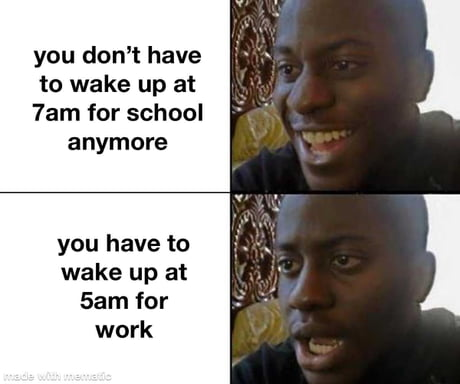 you don’t have
to wake up at
7am for school
anymore
you have to
wake up at
5am for
work
made with mematic